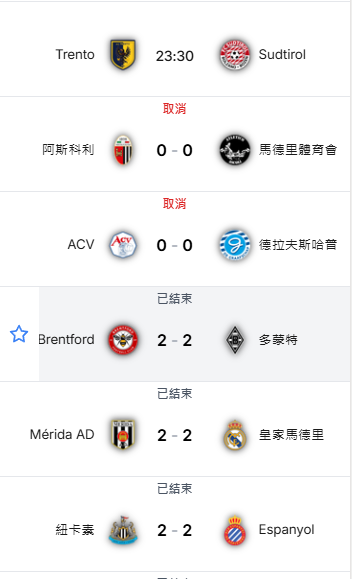 Trento 23:30 Sudtirol
取消
阿斯科利 0 - 0 馬德里體育會
取消
ACV 0 - 0 德拉夫斯哈普
已結束
Brentford 2 - 2 多蒙特
已結束
Mérida AD 2 - 2 皇家馬德里
已結束
紐卡素 2 - 2 Espanyol